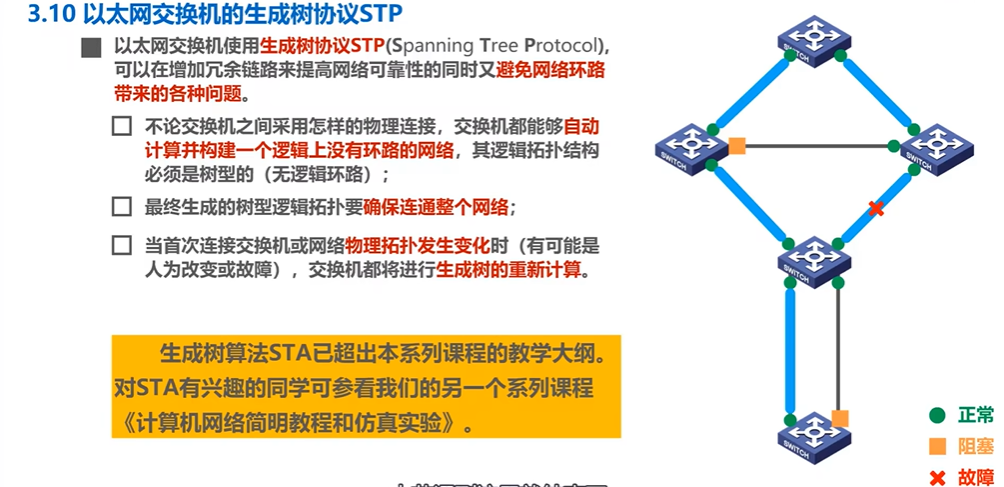 3.10 以太网交换机的生成树协议STP
以太网交换机使用生成树协议STP(Spanning Tree Protocol),
可以在增加冗余链路来提高网络可靠性的同时又避免网络环路
带来的各种问题。
不论交换机之间采用怎样的物理连接，交换机都能够自动
计算并构建一个逻辑上没有环路的网络，其逻辑拓扑结构
必须是树型的（无逻辑环路）；
最终生成的树型逻辑拓扑要确保连通整个网络；
当首次连接交换机或网络物理拓扑发生变化时（有可能是
人为改变或故障），交换机都将进行生成树的重新计算。
生成树算法STA已超出本系列课程的教学大纲。
对STA有兴趣的同学可参看我们的另一个系列课程
《计算机网络简明教程和仿真实验》。
SWITCH
SWITCH
SWITCH
SWITCH
SWITCH
正常
阻塞
故障